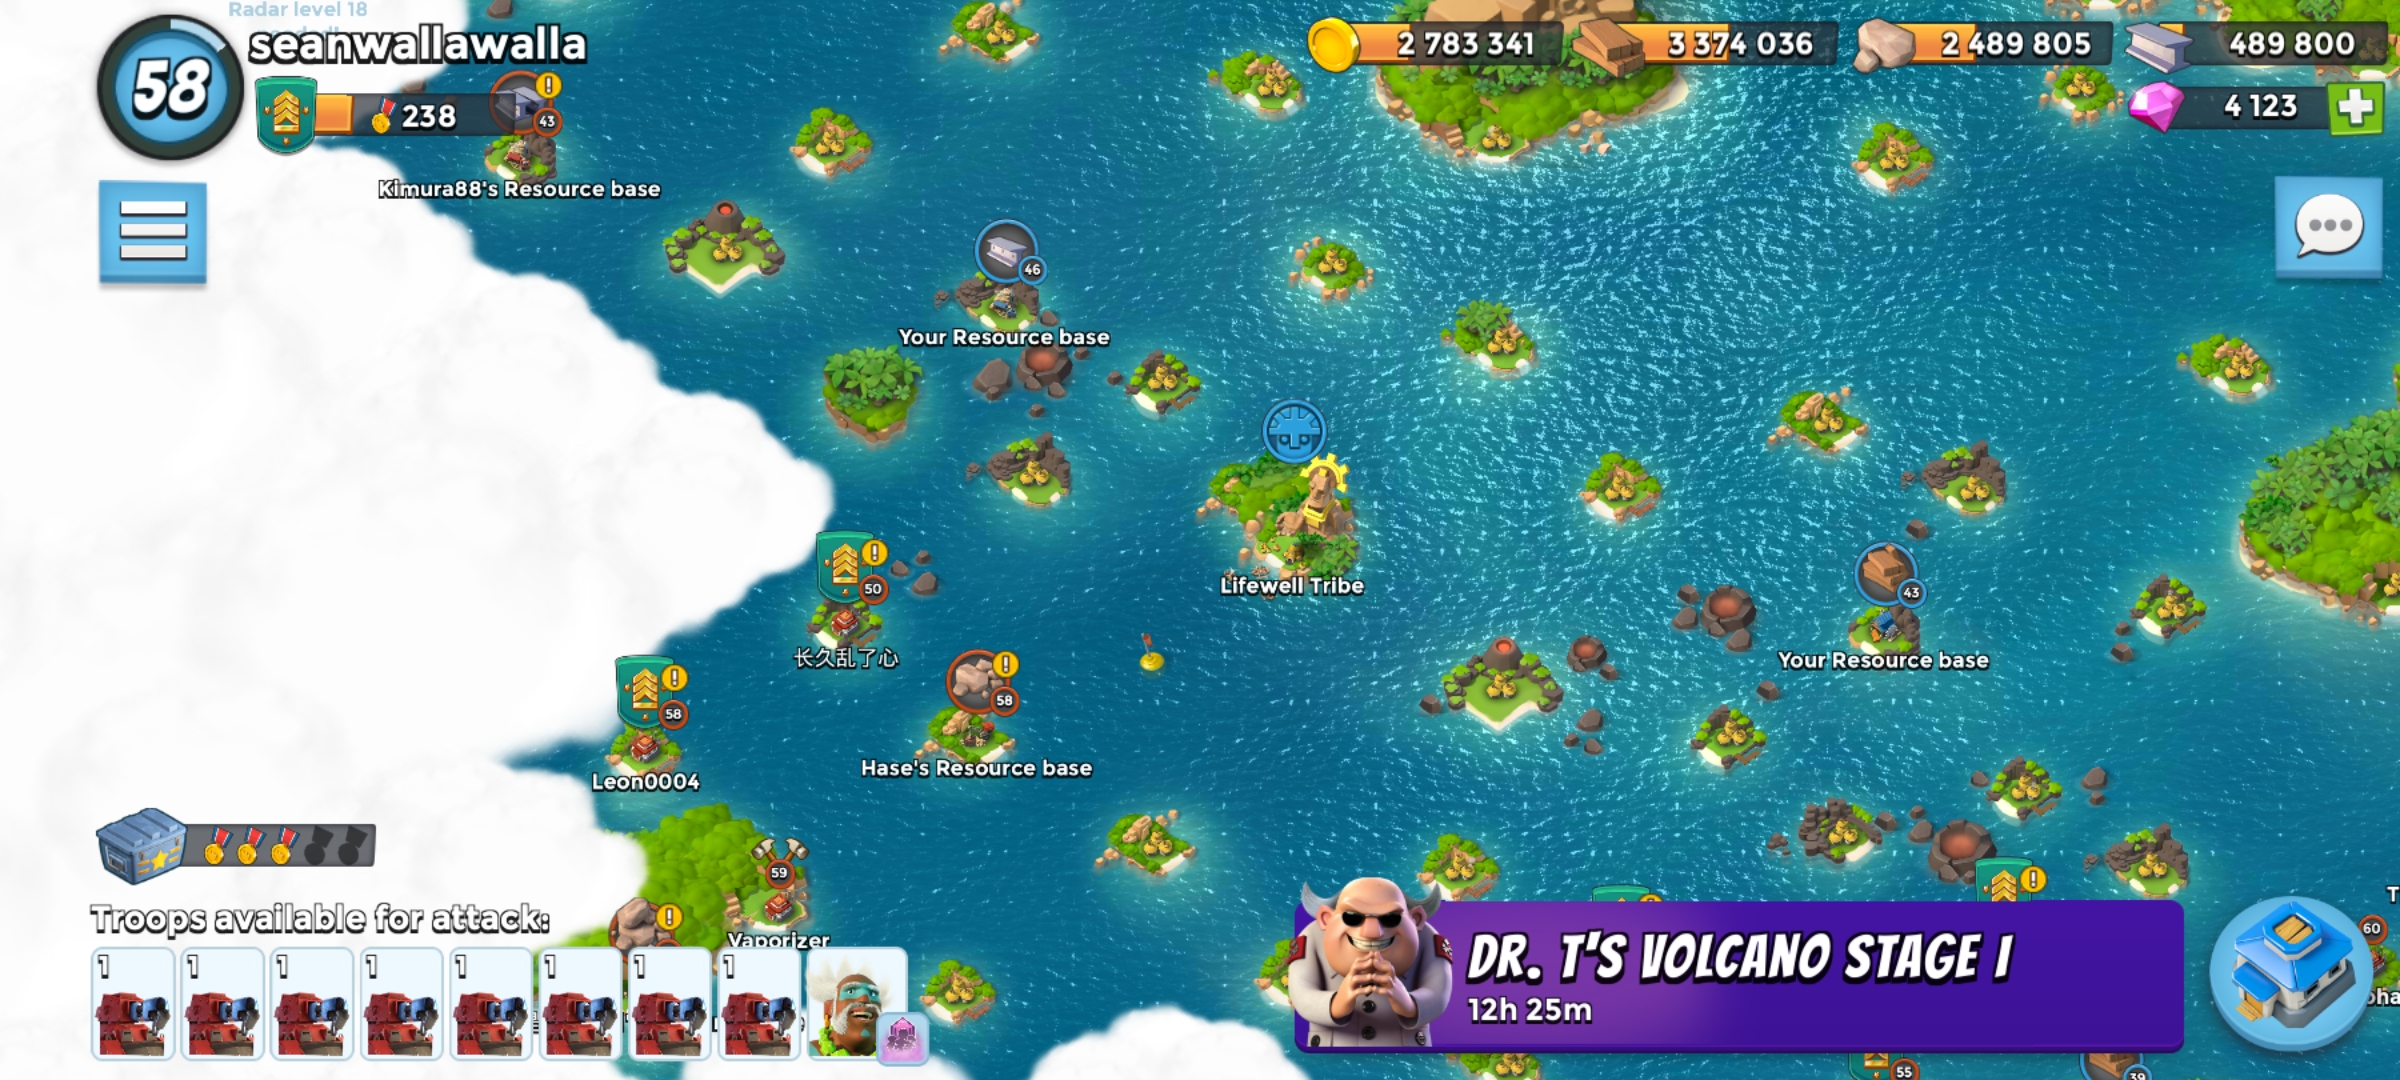 Radar level 18
seanwallawalla
58
238
43
Kimura88's Resource base
2 783 341
3 374 036
2 489 805
489 800
4 123
46
Your Resource base
Lifewell Tribe
50
长久乱了心
58
Leon0004
58
Hase's Resource base
43
Your Resource base
59
Vaporizer
60
Troops available for attack:
1
1
1
1
1
1
1
1
DR. T'S VOLCANO STAGE I
12h 25m
55
39